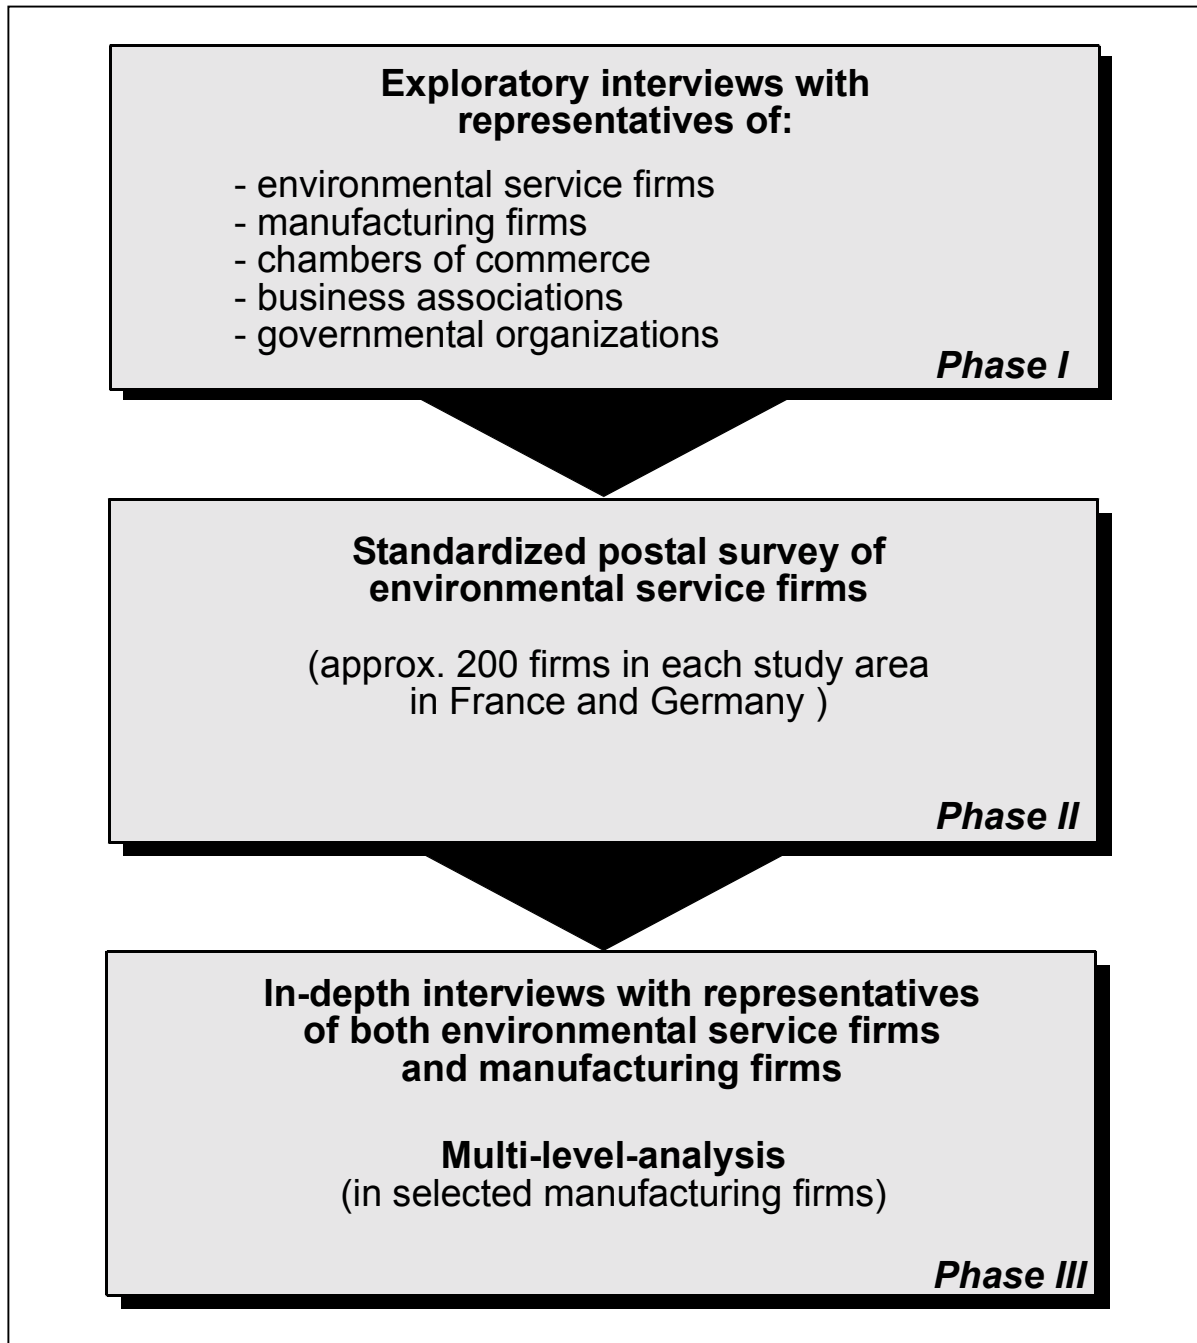 Exploratory interviews with
representatives of:
- environmental service firms
- manufacturing firms
- chambers of commerce
- business associations
- governmental organizations
Phase I
Standardized postal survey of
environmental service firms
(approx. 200 firms in each study area
in France and Germany )
Phase II
In-depth interviews with representatives
of both environmental service firms
and manufacturing firms
Multi-level-analysis
(in selected manufacturing firms)
Phase III